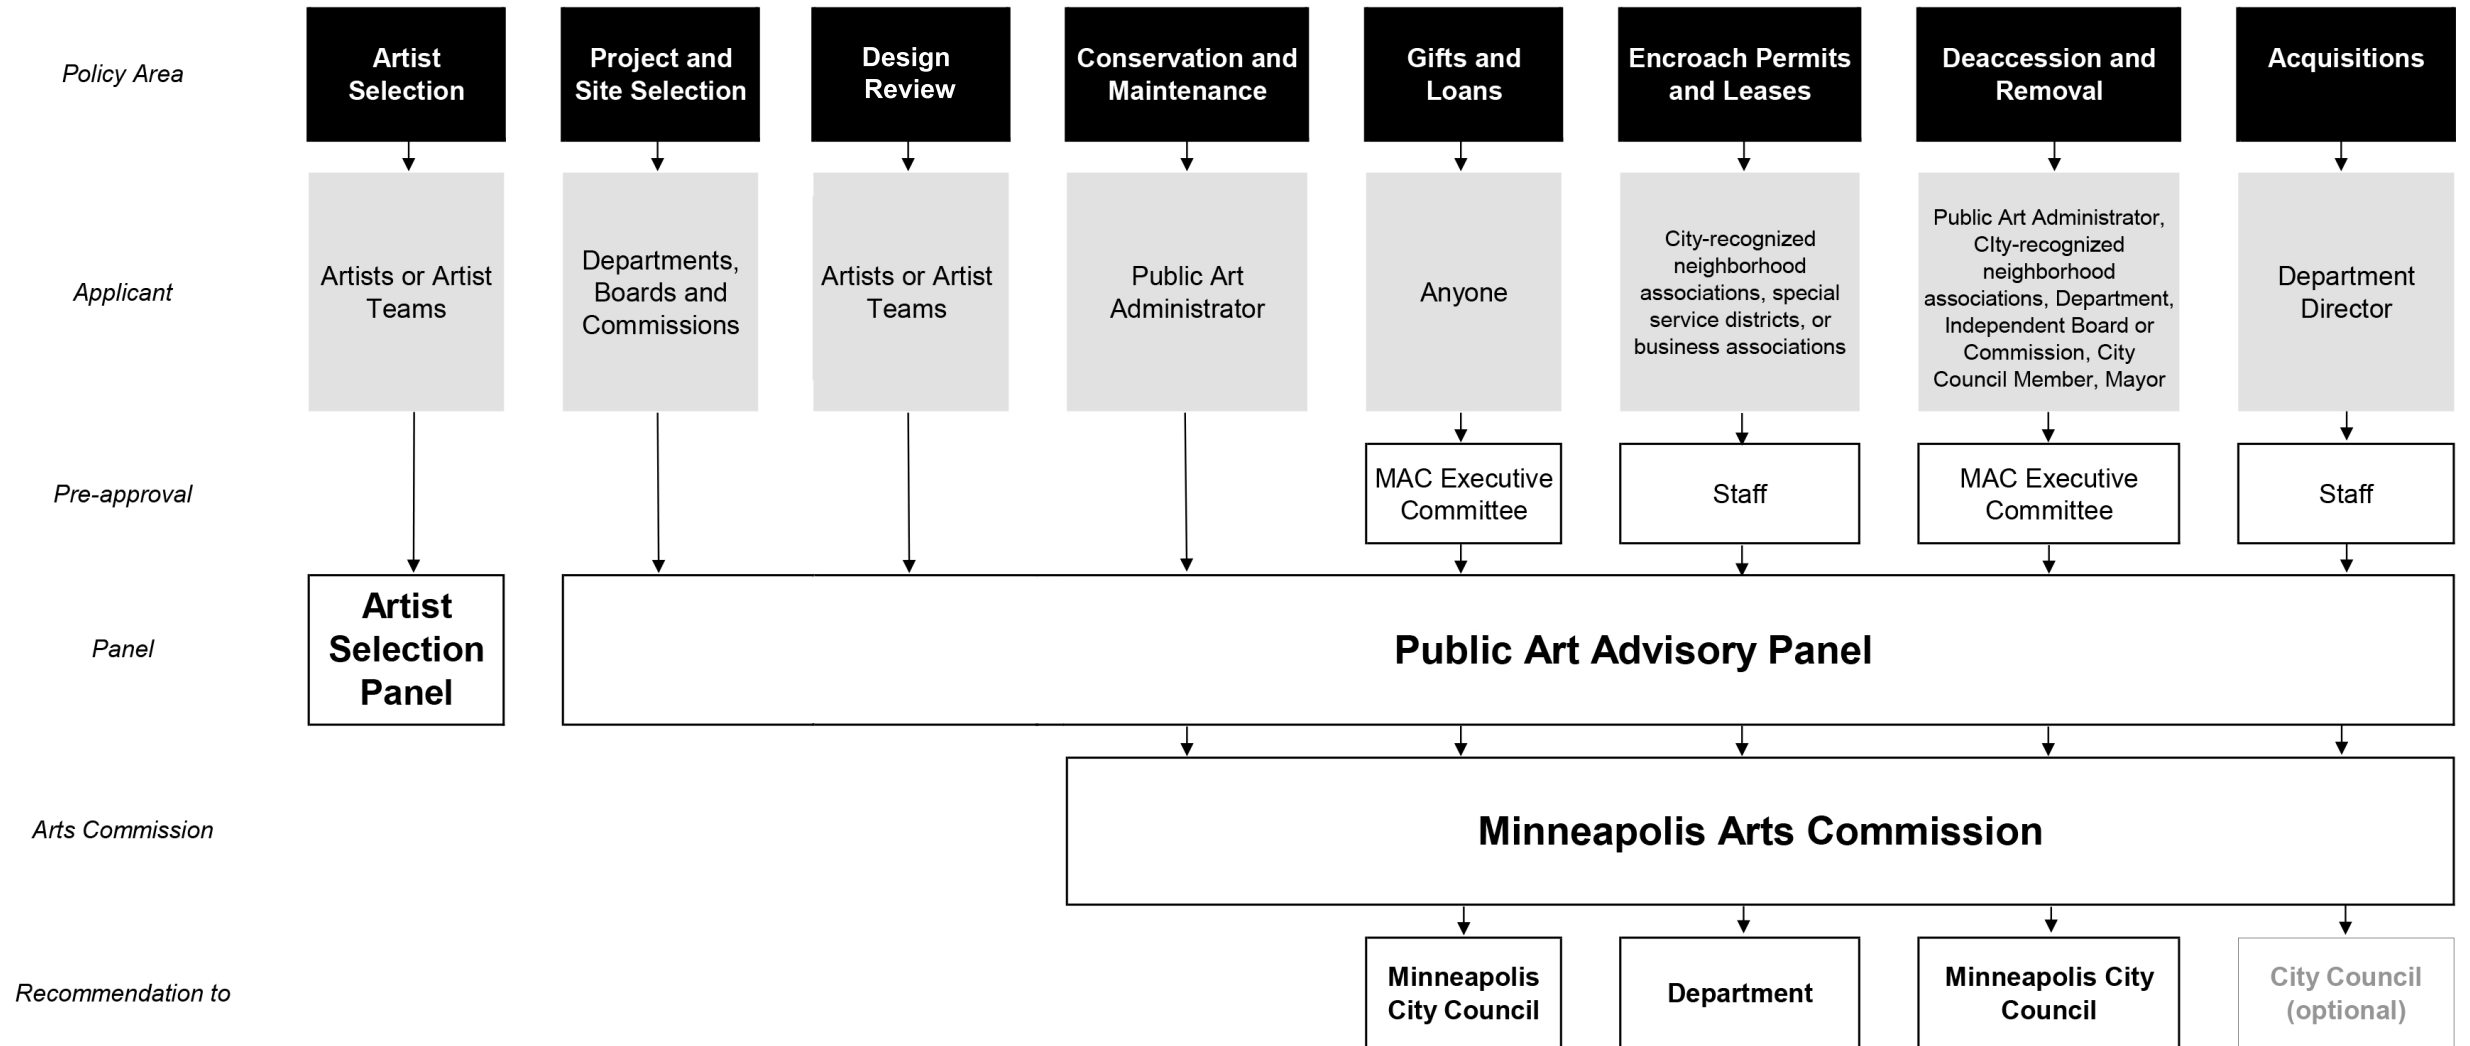 Policy Area
Artist
Selection
Project and
Site Selection
Design
Review
Conservation and
Maintenance
Gifts and
Loans
Encroach Permits
and Leases
Deaccession and
Removal
Acquisitions
Applicant
Artists or Artist
Teams
Departments,
Boards and
Commissions
Artists or Artist
Teams
Public Art
Administrator
Anyone
City-recognized
neighborhood
associations, special
service districts, or
business associations
Public Art Administrator,
CIty-recognized
neighborhood
associations, Department,
Independent Board or
Commission, City
Council Member, Mayor
Department
Director
Pre-approval
MAC Executive
Committee
Staff
MAC Executive
Committee
Staff
Panel
Artist
Selection
Panel
Public Art Advisory Panel
Arts Commission
Minneapolis Arts Commission
Recommendation to
Minneapolis
City Council
Department
Minneapolis City
Council
City Council
(optional)